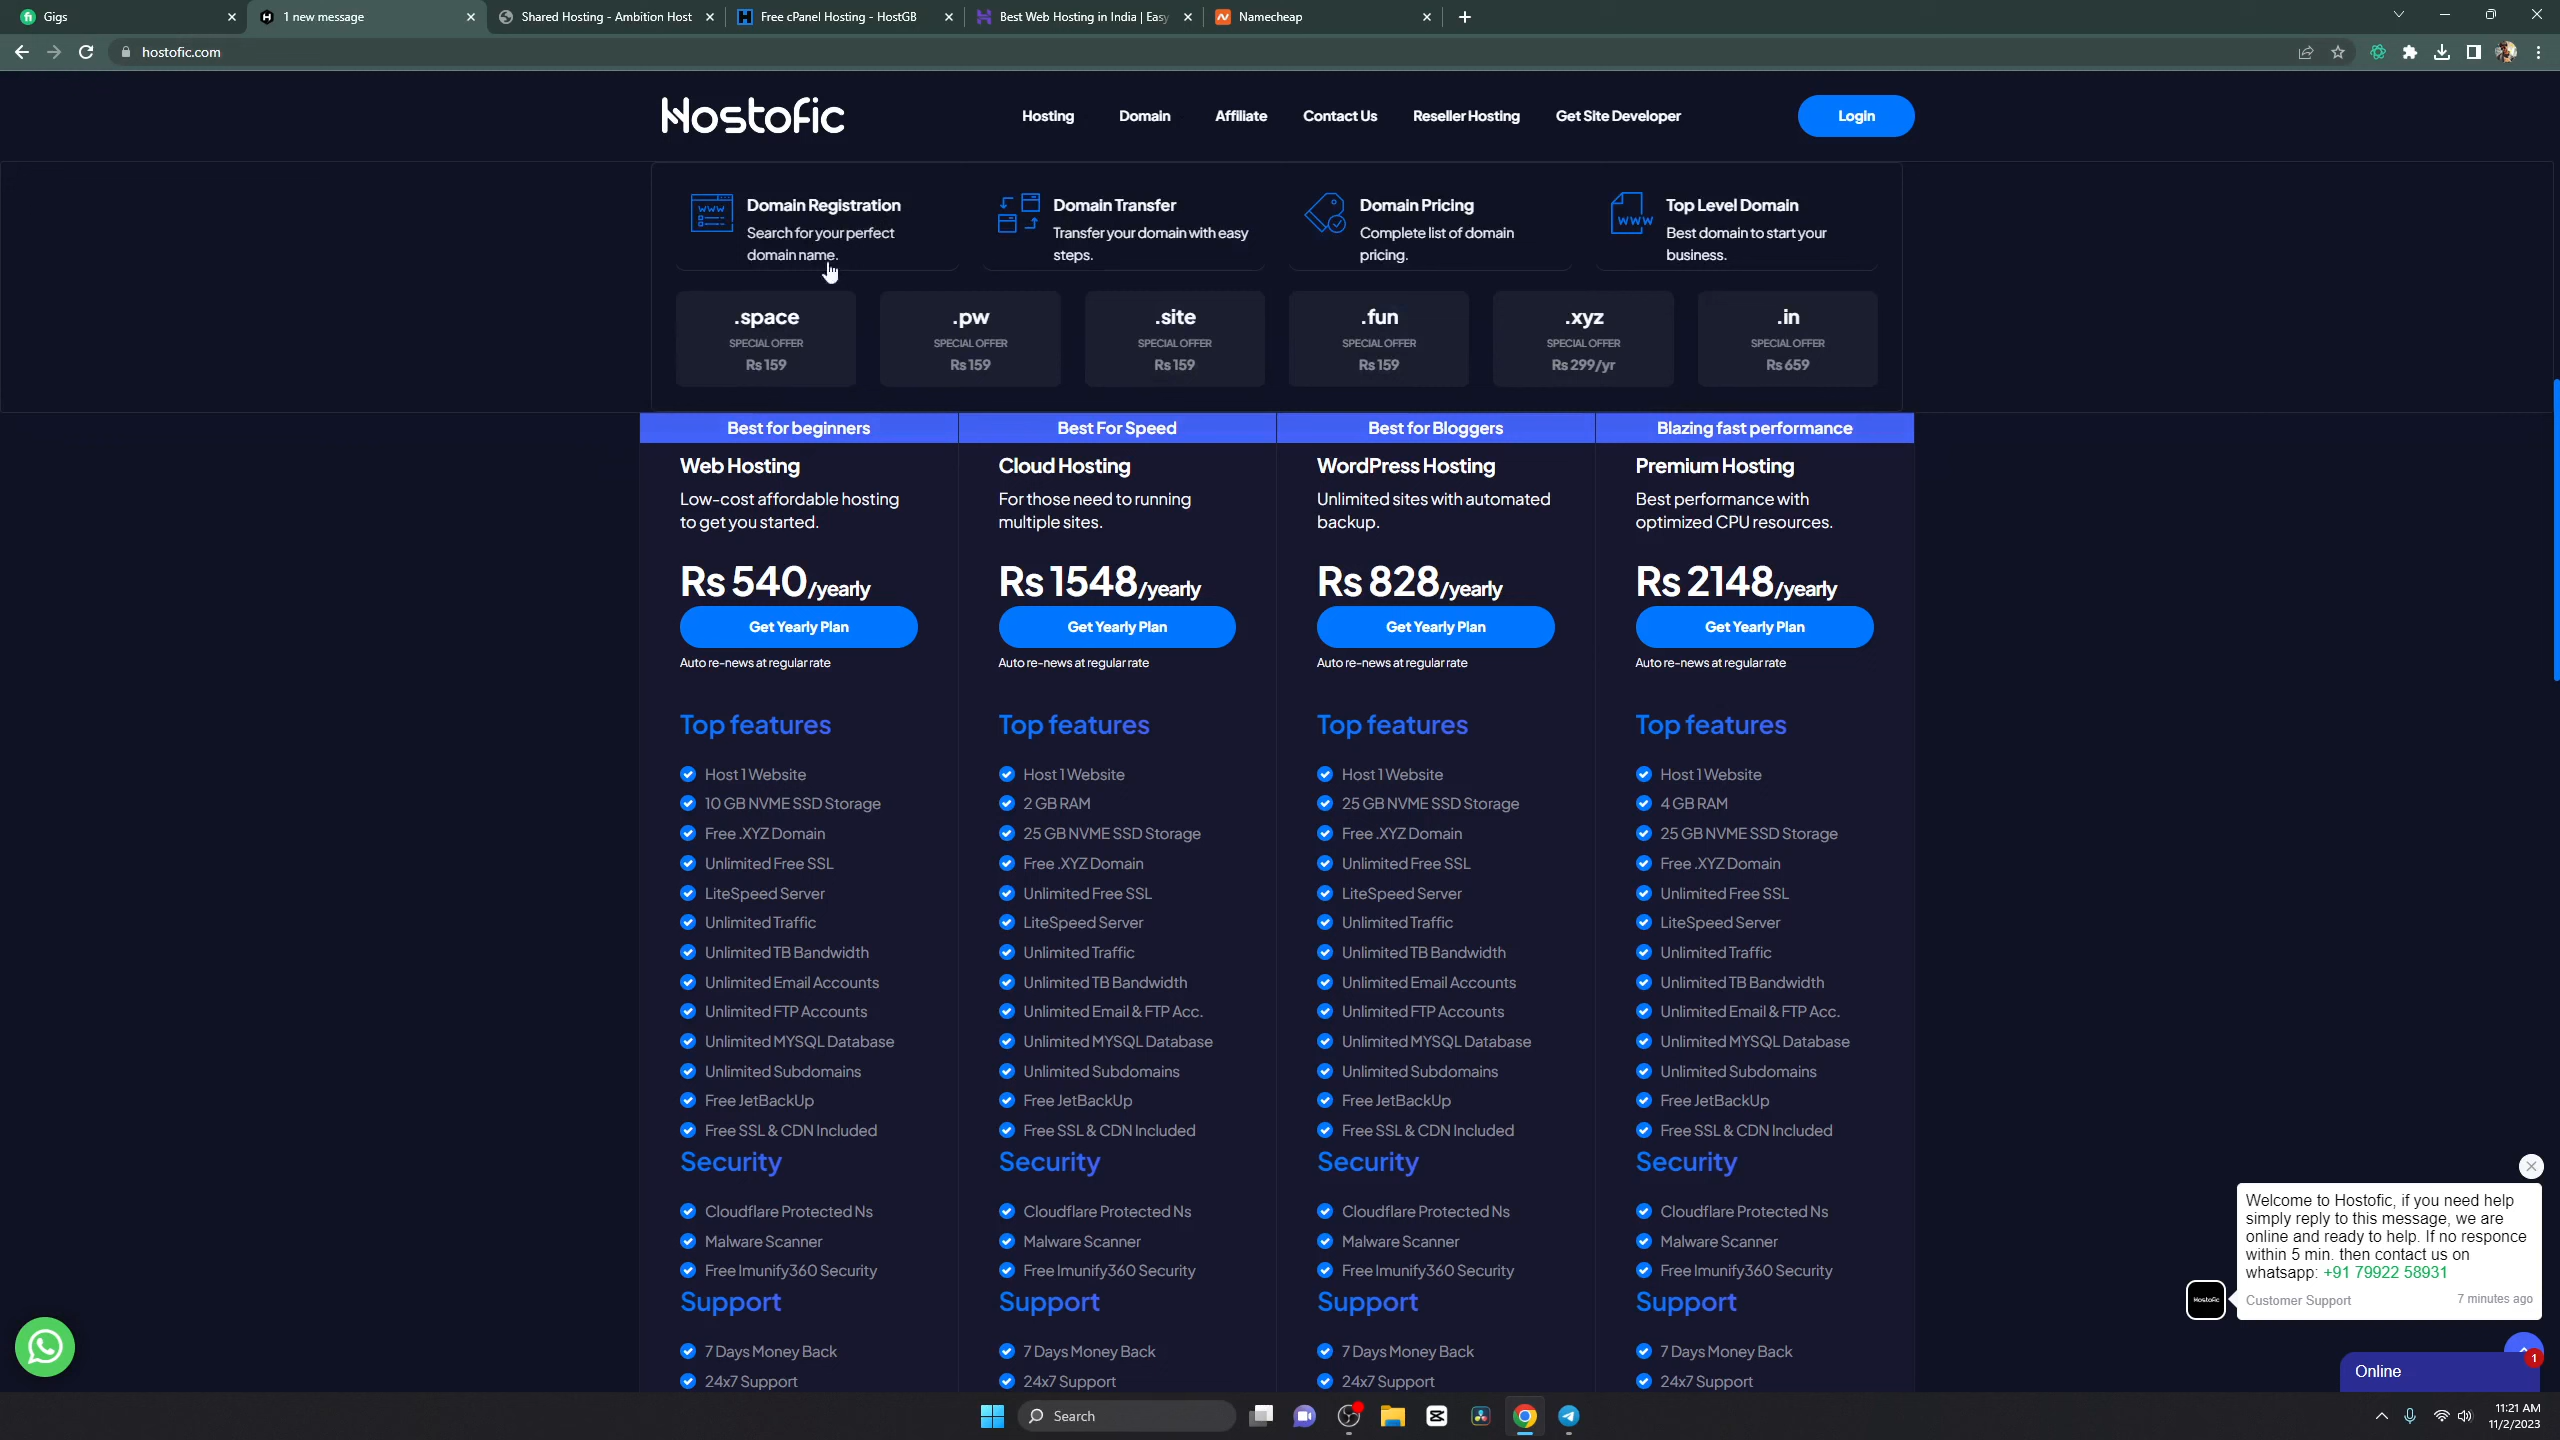 Gigs
1 new message
Shared Hosting - Ambition Host
Free cPanel Hosting - HostGB
Best Web Hosting in India | Easy
Namecheap
hostofic.com
Hostofic
Hosting
Domain
Affiliate
Contact Us
Reseller Hosting
Get Site Developer
Login
Domain Registration
Search for your perfect
domain name.
Domain Transfer
Transfer your domain with easy
steps.
Domain Pricing
Complete list of domain
pricing.
Top Level Domain
Best domain to start your
business.
.space
SPECIAL OFFER
Rs 159
.pw
SPECIAL OFFER
Rs 159
.site
SPECIAL OFFER
Rs 159
.fun
SPECIAL OFFER
Rs 159
.xyz
SPECIAL OFFER
Rs 299/yr
.in
SPECIAL OFFER
Rs 659
Best for beginners
Web Hosting
Low-cost affordable hosting
to get you started.
Rs 540/yearly
Get Yearly Plan
Auto re-news at regular rate
Top features
Host 1 Website
10 GB NVME SSD Storage
Free .XYZ Domain
Unlimited Free SSL
LiteSpeed Server
Unlimited Traffic
Unlimited TB Bandwidth
Unlimited Email Accounts
Unlimited FTP Accounts
Unlimited MYSQL Database
Unlimited Subdomains
Free JetBackUp
Free SSL & CDN Included
Security
Cloudflare Protected Ns
Malware Scanner
Free Imunify360 Security
Support
7 Days Money Back
24x7 Support
Best For Speed
Cloud Hosting
For those need to running
multiple sites.
Rs 1548/yearly
Get Yearly Plan
Auto re-news at regular rate
Top features
Host 1 Website
2 GB RAM
25 GB NVME SSD Storage
Free .XYZ Domain
Unlimited Free SSL
LiteSpeed Server
Unlimited Traffic
Unlimited TB Bandwidth
Unlimited Email & FTP Acc.
Unlimited MYSQL Database
Unlimited Subdomains
Free JetBackUp
Free SSL & CDN Included
Security
Cloudflare Protected Ns
Malware Scanner
Free Imunify360 Security
Support
7 Days Money Back
24x7 Support
Best for Bloggers
WordPress Hosting
Unlimited sites with automated
backup.
Rs 828/yearly
Get Yearly Plan
Auto re-news at regular rate
Top features
Host 1 Website
25 GB NVME SSD Storage
Free .XYZ Domain
Unlimited Free SSL
LiteSpeed Server
Unlimited Traffic
Unlimited TB Bandwidth
Unlimited Email Accounts
Unlimited FTP Accounts
Unlimited MYSQL Database
Unlimited Subdomains
Free JetBackUp
Free SSL & CDN Included
Security
Cloudflare Protected Ns
Malware Scanner
Free Imunify360 Security
Support
7 Days Money Back
24x7 Support
Blazing fast performance
Premium Hosting
Best performance with
optimized CPU resources.
Rs 2148/yearly
Get Yearly Plan
Auto re-news at regular rate
Top features
Host 1 Website
4 GB RAM
25 GB NVME SSD Storage
Free .XYZ Domain
Unlimited Free SSL
LiteSpeed Server
Unlimited Traffic
Unlimited TB Bandwidth
Unlimited Email & FTP Acc.
Unlimited MYSQL Database
Unlimited Subdomains
Free JetBackUp
Free SSL & CDN Included
Security
Cloudflare Protected Ns
Malware Scanner
Free Imunify360 Security
Support
7 Days Money Back
24x7 Support
Welcome to Hostofic, if you need help
simply reply to this message, we are
online and ready to help. If no responce
within 5 min. then contact us on
whatsapp: +91 79922 58931
Hostofic
Customer Support
7 minutes ago
1
Online
Search
11:21 AM
11/2/2023